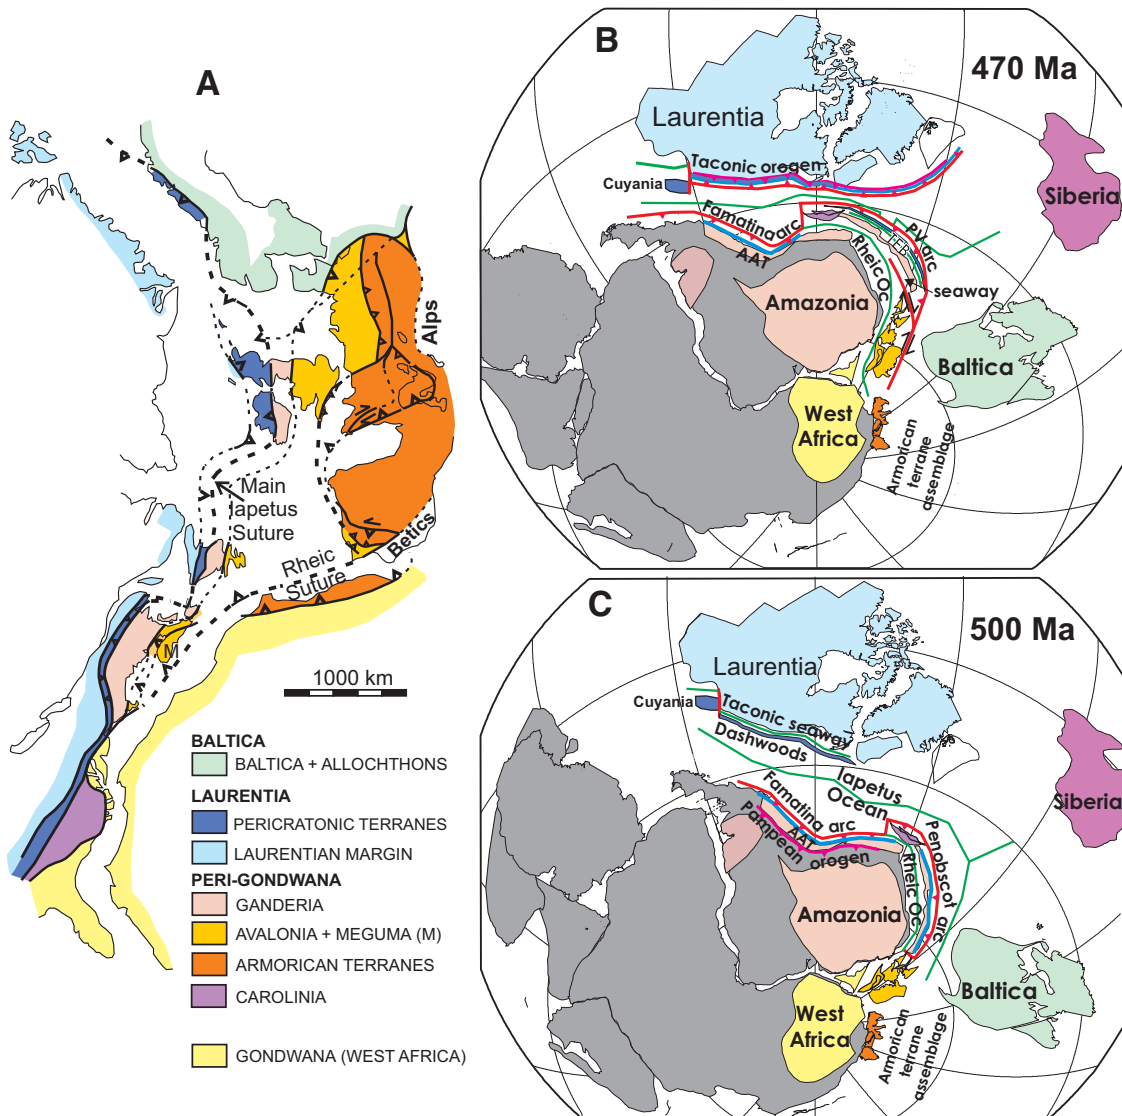 A
Alps
Main
Iapetus
Suture
Betics
Rheic
Suture
M
1000 km
BALTICA
BALTICA + ALLOCHTHONS
LAURENTIA
PERICRATONIC TERRANES
LAURENTIAN MARGIN
PERI-GONDWANA
GANDERIA
AVALONIA + MEGUMA (M)
ARMORICAN TERRANES
CAROLINIA
GONDWANA (WEST AFRICA)
B
470 Ma
Laurentia
Taconic orogen
Cuyania
Siberia
Famatina arc
AAT
PV arc
Rheic Oc
seaway
Amazonia
Baltica
West
Africa
Armorican
terrane
assemblage
C
500 Ma
Laurentia
Cuyania
Taconic seaway
Dashwoods
Iapetus
Ocean
Siberia
Famatina arc
AAT
Pampean orogen
Penobscot arc
Rheic Oc
Amazonia
Baltica
West
Africa
Armorican
terrane
assemblage